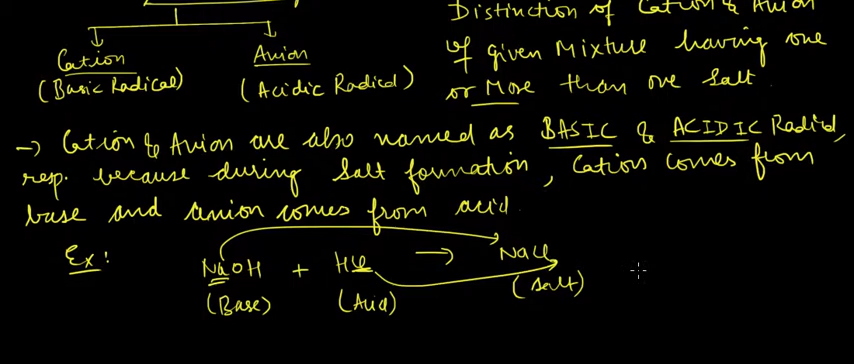 Distinction of Cation & Anion
of given Mixture having one
or More than one Salt
Cation
(Basic Radical)
Anion
(Acidic Radical)
→ Cation & Anion are also named as BASIC & ACIDIC Radical,
resp. because during Salt formation, Cation comes from
base and anion comes from acid.
Ex:
NaOH + HCl → NaCl
(Base) (Acid) (Salt)